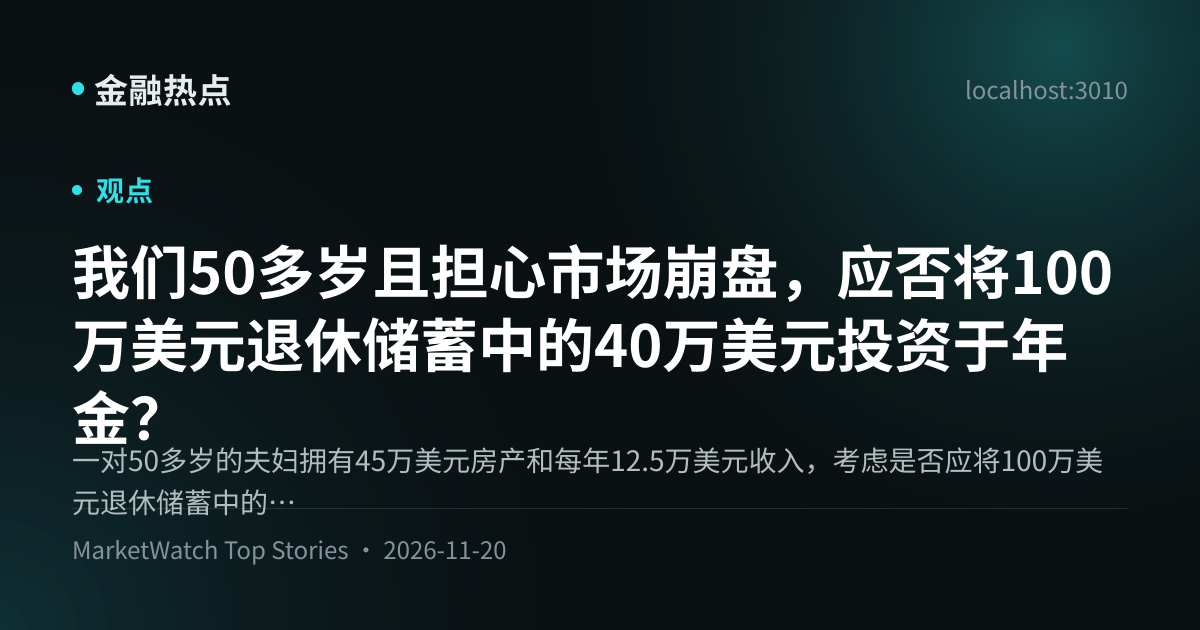 金融热点
localhost:3010
观点
我们50多岁且担心市场崩盘，应否将100
万美元退休储蓄中的40万美元投资于年
金？
一对50多岁的夫妇拥有45万美元房产和每年12.5万美元收入，考虑是否应将100万美
元退休储蓄中的…
MarketWatch Top Stories • 2026-11-20